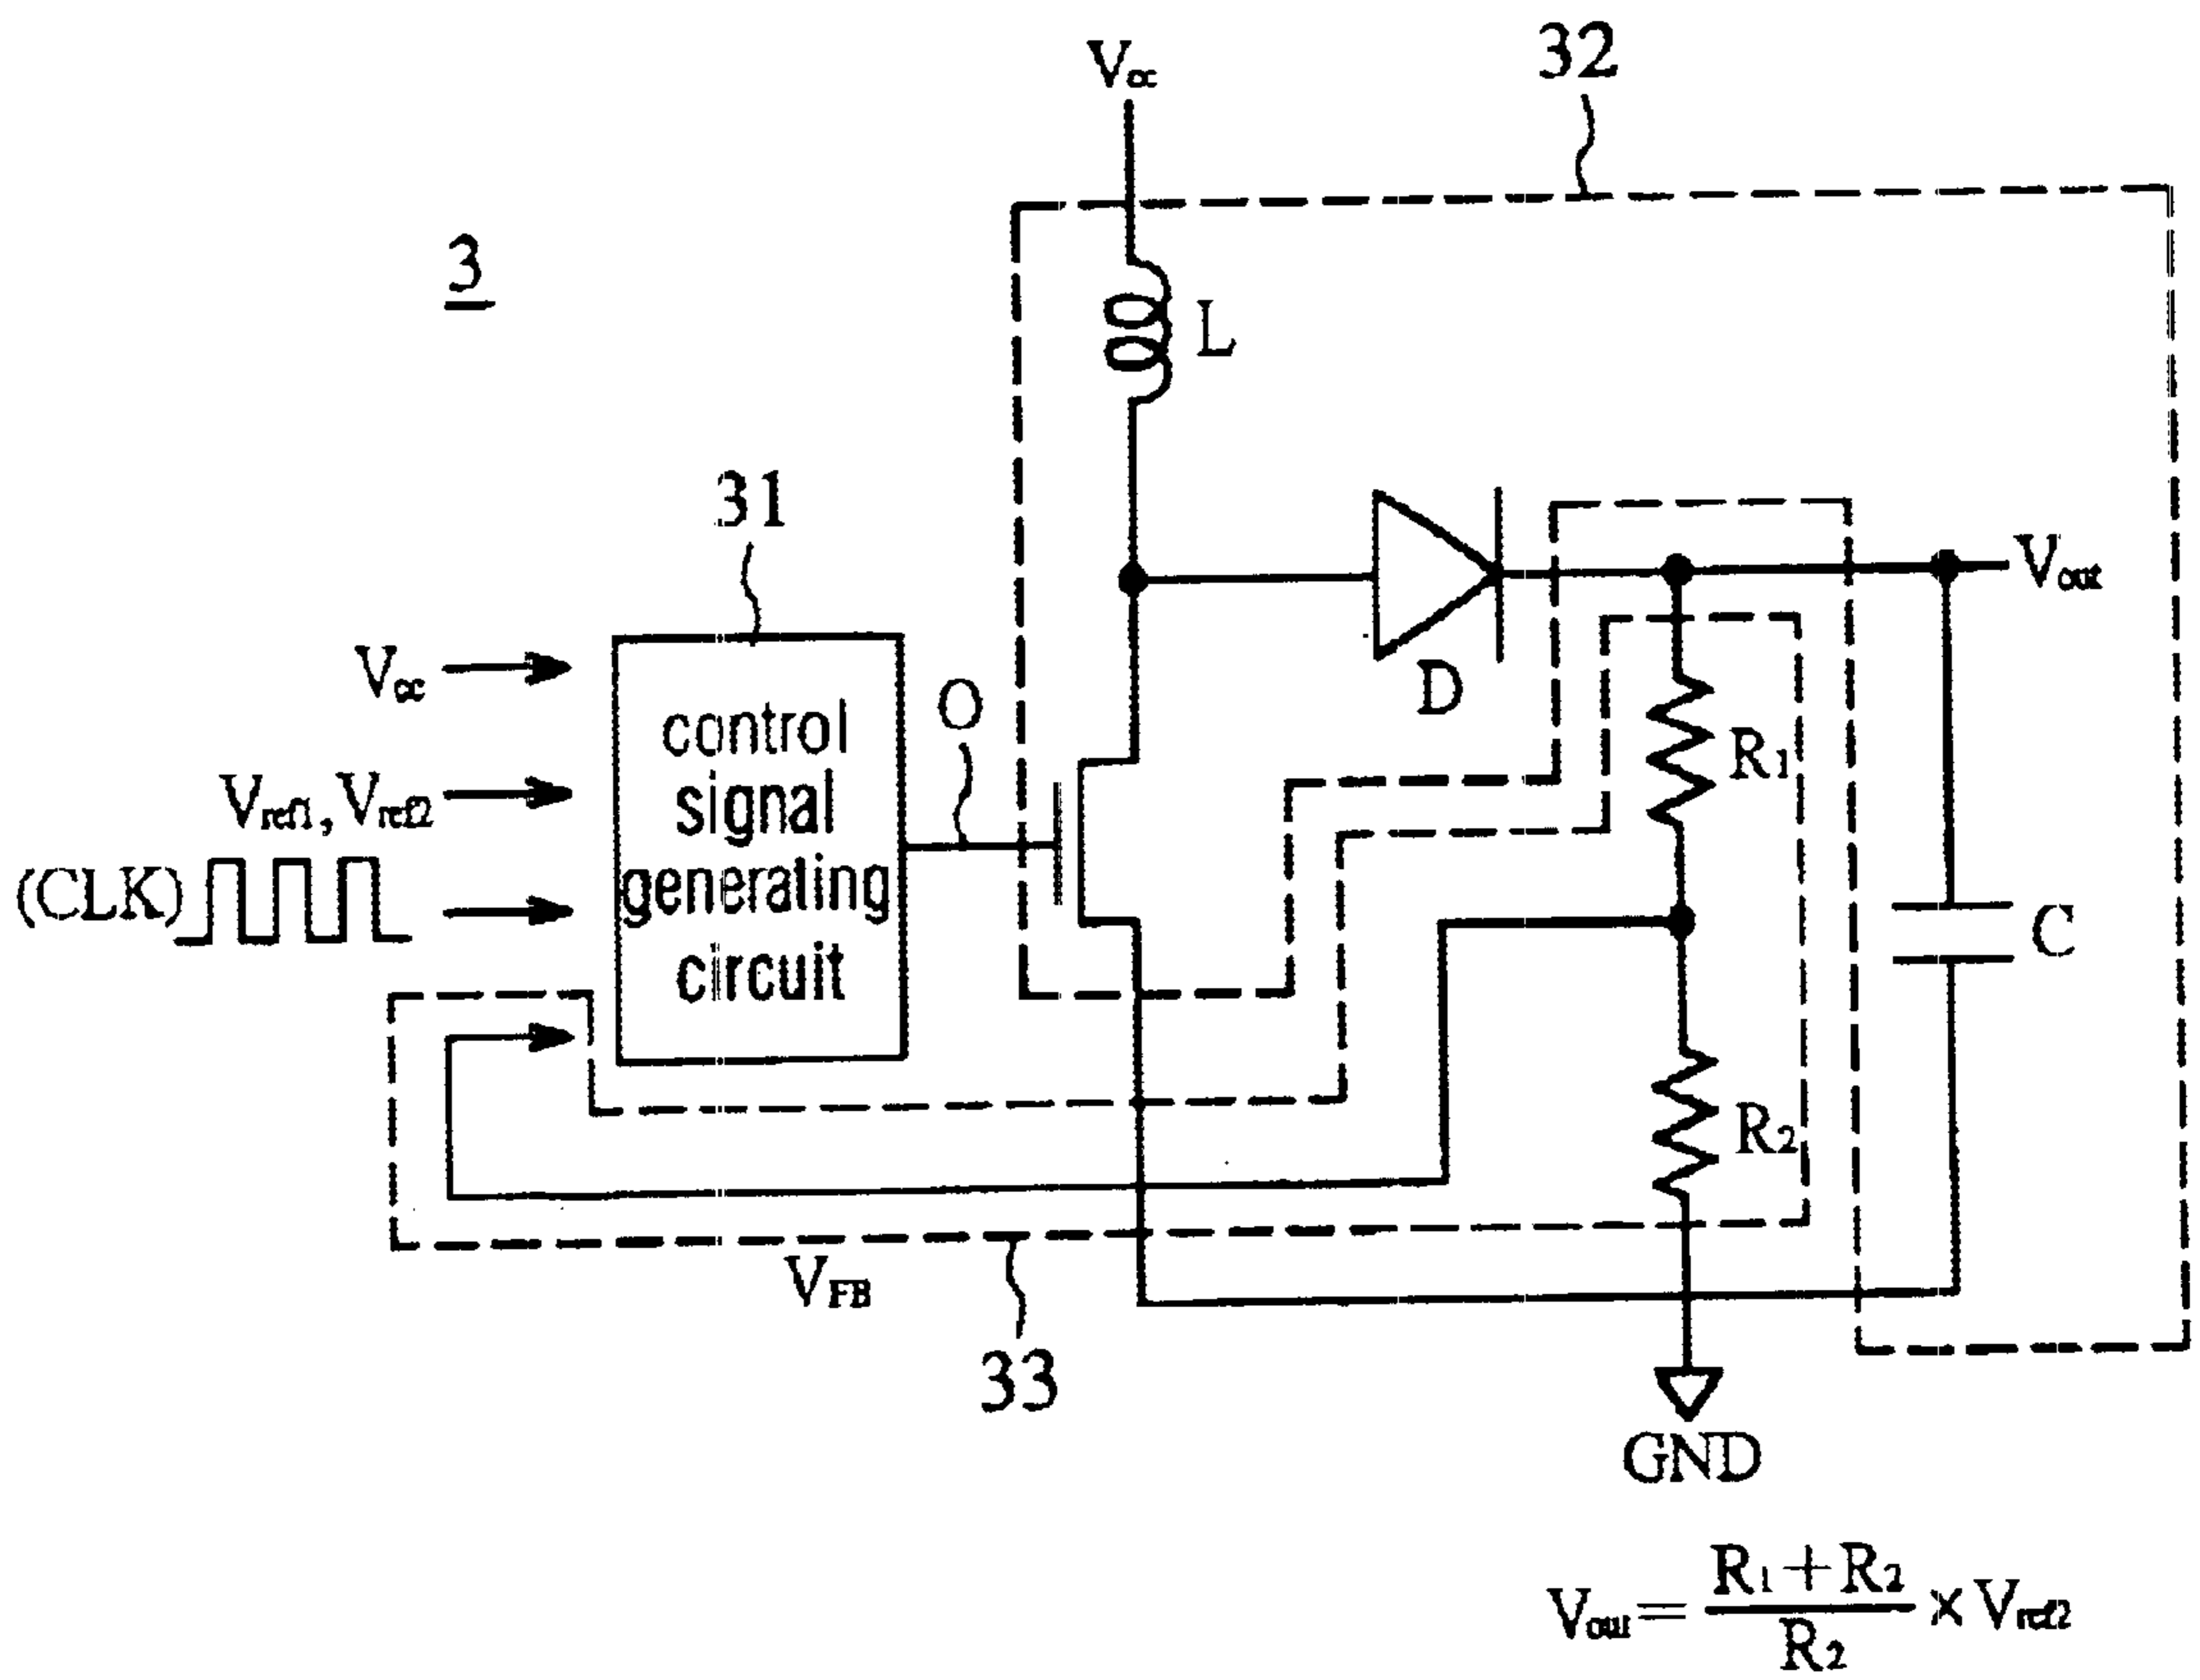 32
Vcc
3
L
31
Vout
Vcc
O
D
control
signal
generating
circuit
R1
Vref1, Vref2
(CLK)
C
R2
VFB
33
GND
Vout = R1+R2 / R2 × Vref2